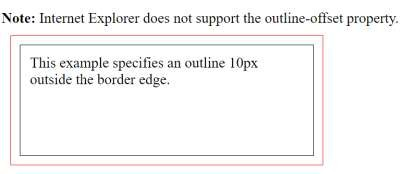 Note: Internet Explorer does not support the outline-offset property.
This example specifies an outline 10px
outside the border edge.